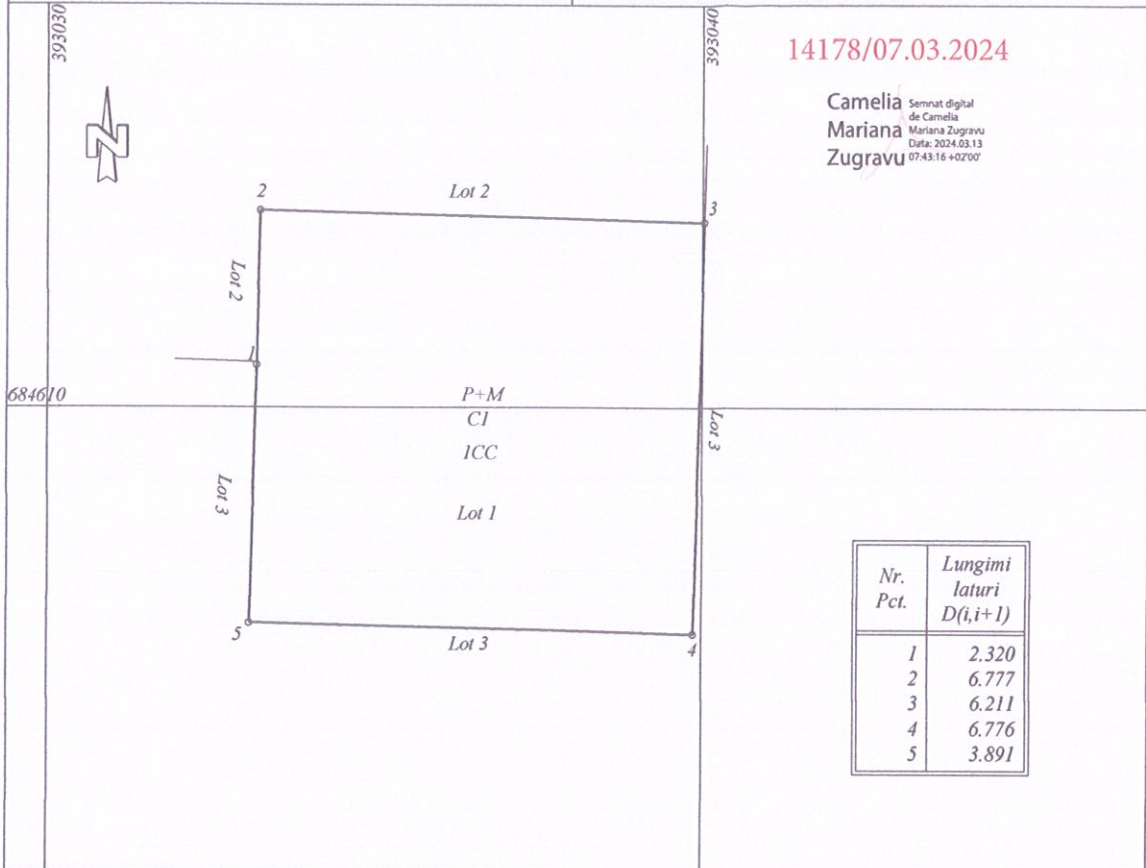 393030
393040
14178/07.03.2024
Camelia
Mariana
Zugravu
Semnat digital
de Camelia
Mariana Zugravu
Data: 2024.03.13
07:43:16 +02'00'
N
2
Lot 2
3
Lot 2
1
684610
P+M
C1
1CC
Lot 3
Lot 3
Lot 1
5
Lot 3
4
Nr. Pct.
Lungimi laturi D(i,i+1)
1 2.320
2 6.777
3 6.211
4 6.776
5 3.891